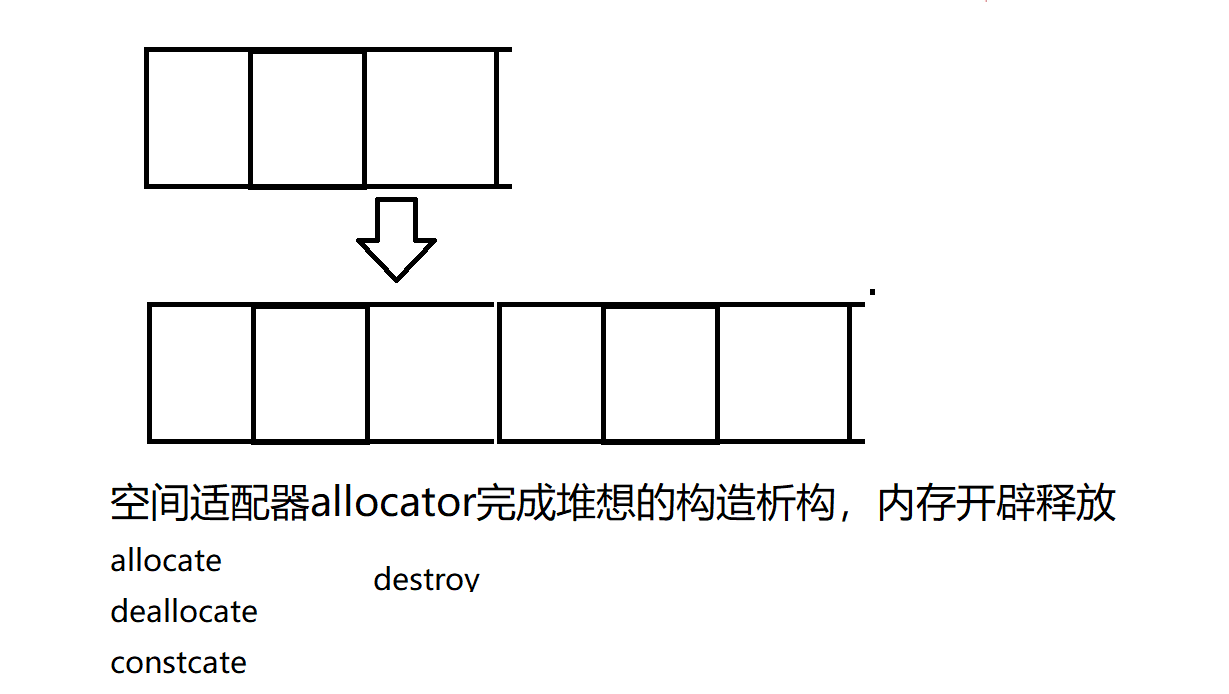 空间适配器allocator完成堆想的构造析构，内存开辟释放
allocate
destroy
deallocate
constcate